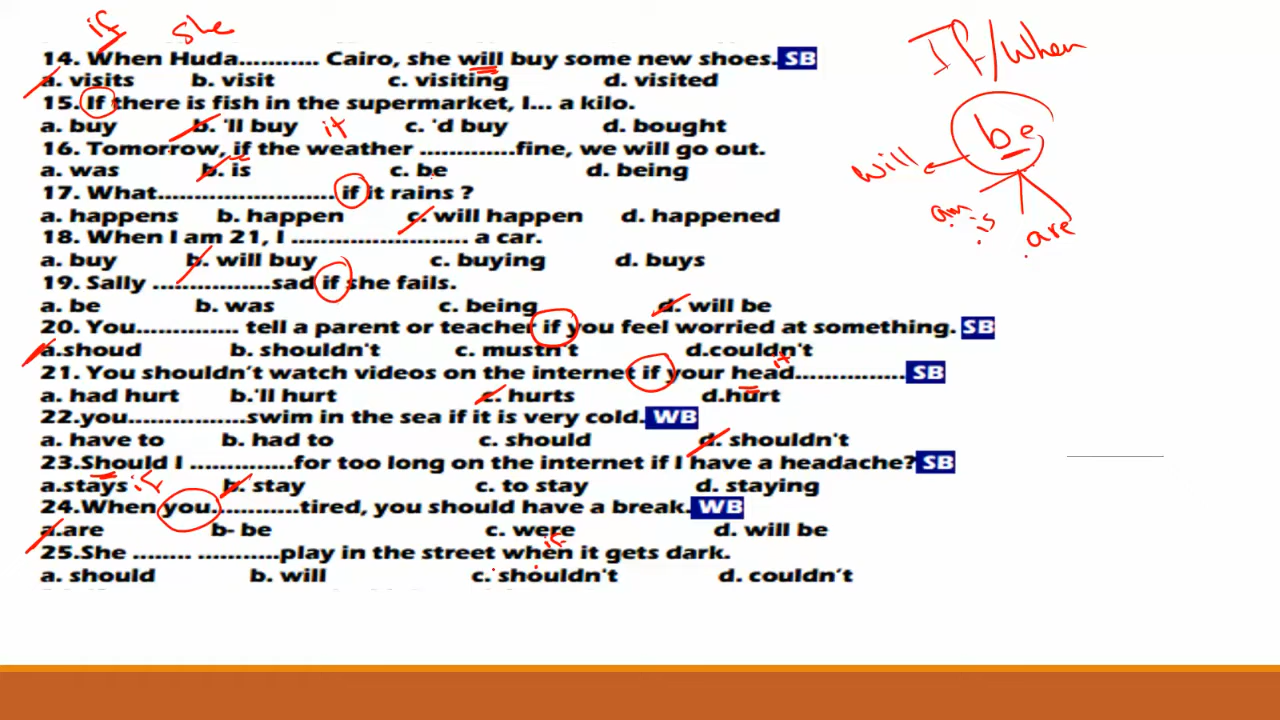 if she
If/When
14. When Huda........... Cairo, she will buy some new shoes. SB
a. visits b. visit c. visiting d. visited
15. If there is fish in the supermarket, I... a kilo.
a. buy b. 'll buy c. 'd buy d. bought
it
16. Tomorrow, if the weather .............fine, we will go out.
a. was b. is c. be d. being
be
will
am is are
17. What......................... if it rains ?
a. happens b. happen c. will happen d. happened
18. When I am 21, I ......................... a car.
a. buy b. will buy c. buying d. buys
19. Sally ................sad if she fails.
a. be b. was c. being d. will be
20. You.............. tell a parent or teacher if you feel worried at something. SB
a.shoud b. shouldn't c. mustn't d.couldn't
it
21. You shouldn't watch videos on the internet if your head................ SB
a. had hurt b.'ll hurt c. hurts d.hurt
22.you.................swim in the sea if it is very cold. WB
a. have to b. had to c. should d. shouldn't
23.Should I ...............for too long on the internet if I have a headache? SB
a.stays b. stay c. to stay d. staying
if
24.When you............tired, you should have a break. WB
a.are b- be c. were d. will be
if
25.She ........ ............play in the street when it gets dark.
a. should b. will c. shouldn't d. couldn't